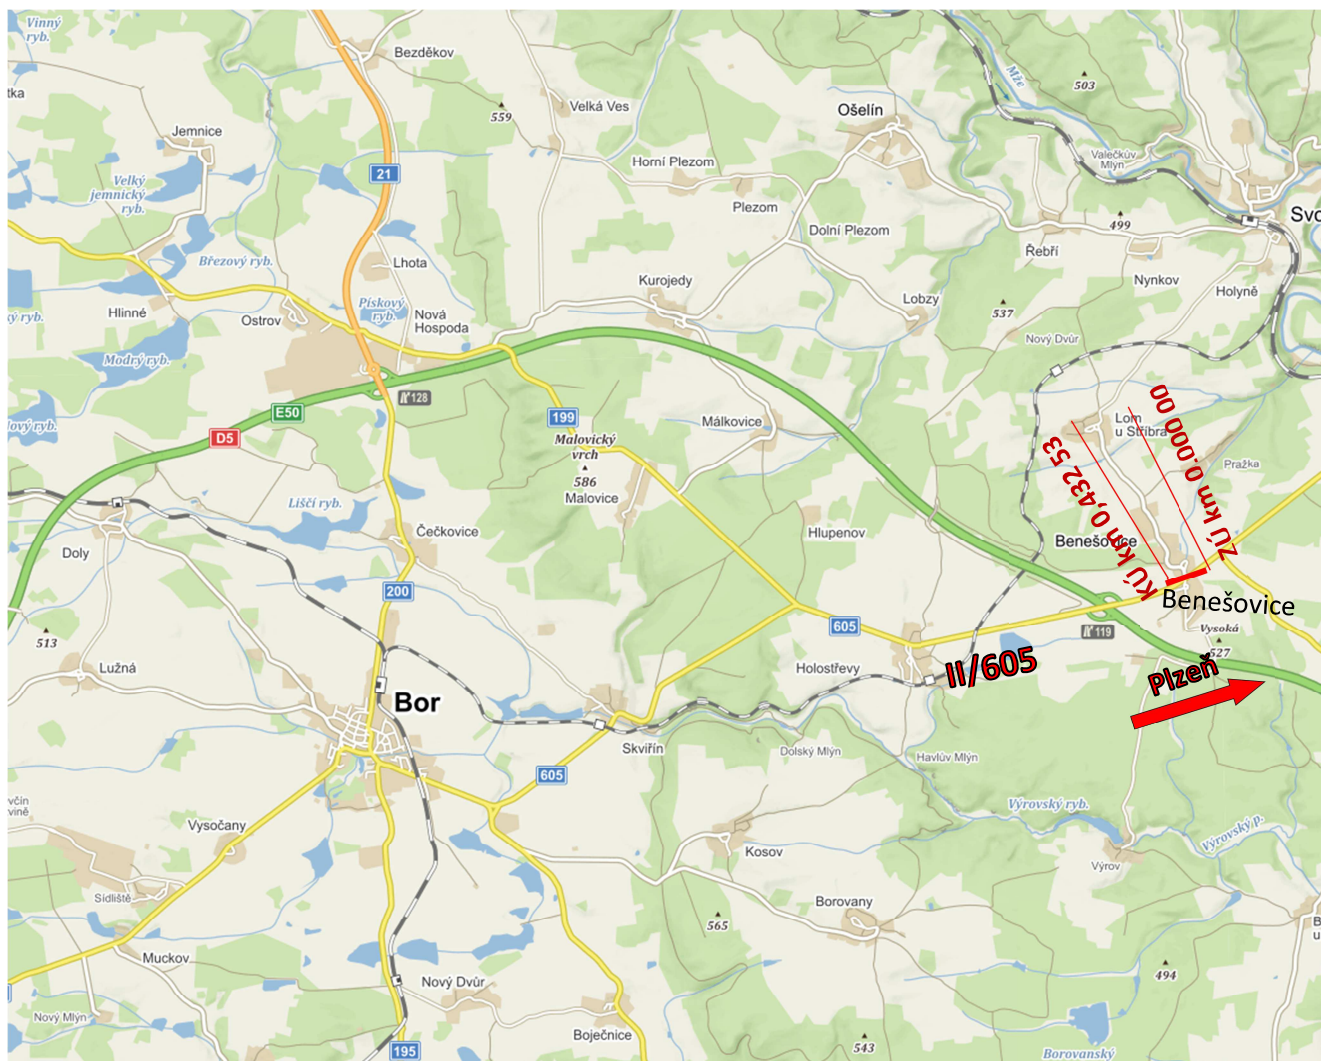 Vinný
ryb.
Bezděkov
tka
559
Velká Ves
Ošelín
Mže
503
Jemnice
21
Horní Plezom
Valečkův
Mlýn
Velký
jemnický
ryb.
Plezom
499
Svo
Dolní Plezom
Řebří
Březový ryb.
Lhota
Kurojedy
Nynkov
Holyně
Hlinné
Ostrov
Pískový
ryb.
Nová
Hospoda
Lobzy
537
Nový Dvůr
Modrý ryb.
128
E50
D5
199
Málkovice
Lom
u Stříbra
Malovický
vrch
586
Malovice
Pražka
KÚ km 0,432 53
ZÚ km 0.000 00
Liščí ryb.
Čečkovice
Hlupenov
Benešovice
Doly
200
Benešovice
513
605
119
Vysoká
527
Lužná
Holostřevy
II/605
Plzeň
Bor
Skviřín
Dolský Mlýn
Havlův Mlýn
605
Výrovský ryb.
Výrovský p.
včín
vině
Vysočany
Kosov
Výrov
Sídliště
565
Borovany
B
u
Muckov
494
Nový Dvůr
Nový Mlýn
Boječnice
543
195
Borovanský